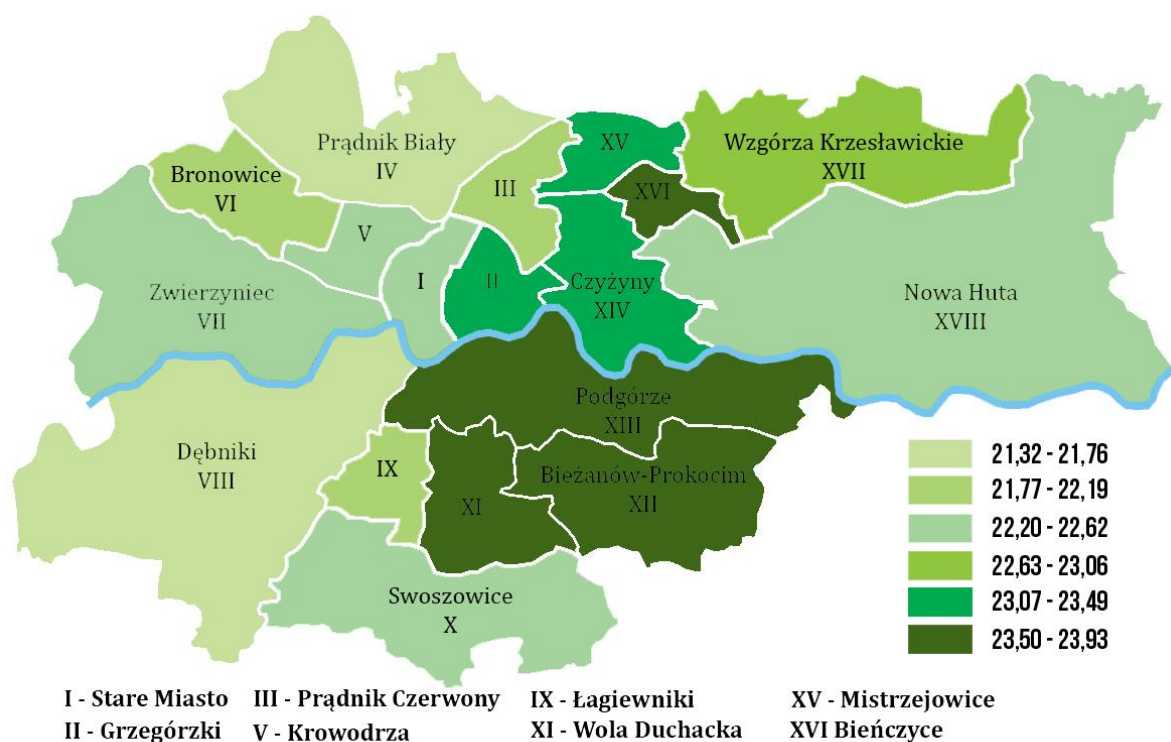 Prądnik Biały
IV
Bronowice
VI
III
XV
XVI
Wzgórza Krzesławickie
XVII
V
I
II
Zwierzyniec
VII
Czyżyny
XIV
Nowa Huta
XVIII
Podgórze
XIII
Dębniki
VIII
IX
XI
Bieżanów-Prokocim
XII
Swoszowice
X
21,32 - 21,76
21,77 - 22,19
22,20 - 22,62
22,63 - 23,06
23,07 - 23,49
23,50 - 23,93
I - Stare Miasto III - Prądnik Czerwony IX - Łagiewniki XV - Mistrzejowice
II - Grzegórzki V - Krowodrza XI - Wola Duchacka XVI Bieńczyce